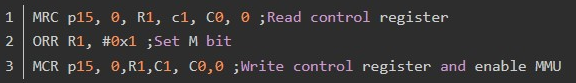 1 MRC p15, 0, R1, c1, C0, 0 ;Read control register
2 ORR R1, #0x1 ;Set M bit
3 MCR p15, 0,R1,C1, C0,0 ;Write control register and enable MMU